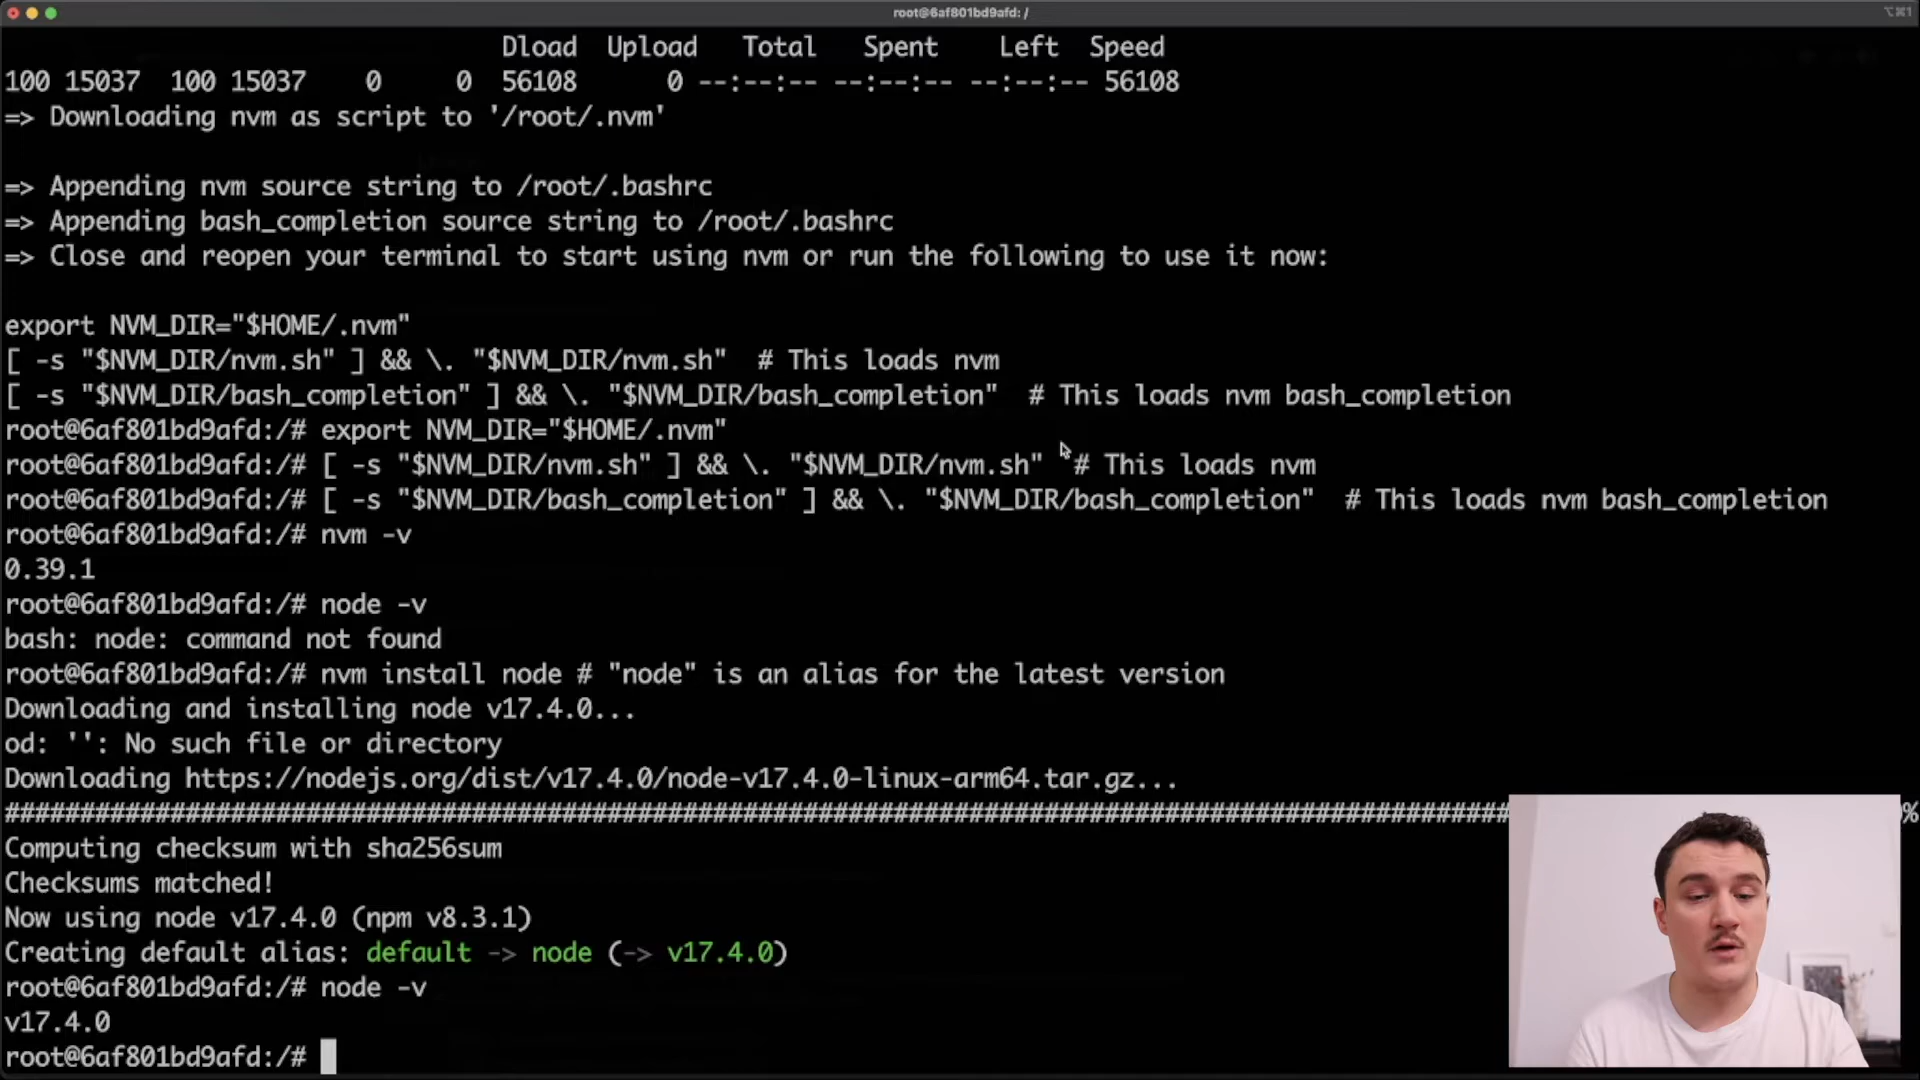 root@6af801bd9afd: /
⌥⌘1
Dload Upload Total Spent Left Speed
100 15037 100 15037 0 0 56108 0 --:--:-- --:--:-- --:--:-- 56108
=> Downloading nvm as script to '/root/.nvm'
=> Appending nvm source string to /root/.bashrc
=> Appending bash_completion source string to /root/.bashrc
=> Close and reopen your terminal to start using nvm or run the following to use it now:
export NVM_DIR="$HOME/.nvm"
[ -s "$NVM_DIR/nvm.sh" ] && \. "$NVM_DIR/nvm.sh" # This loads nvm
[ -s "$NVM_DIR/bash_completion" ] && \. "$NVM_DIR/bash_completion" # This loads nvm bash_completion
root@6af801bd9afd:/# export NVM_DIR="$HOME/.nvm"
root@6af801bd9afd:/# [ -s "$NVM_DIR/nvm.sh" ] && \. "$NVM_DIR/nvm.sh" # This loads nvm
root@6af801bd9afd:/# [ -s "$NVM_DIR/bash_completion" ] && \. "$NVM_DIR/bash_completion" # This loads nvm bash_completion
root@6af801bd9afd:/# nvm -v
0.39.1
root@6af801bd9afd:/# node -v
bash: node: command not found
root@6af801bd9afd:/# nvm install node # "node" is an alias for the latest version
Downloading and installing node v17.4.0...
od: '': No such file or directory
Downloading https://nodejs.org/dist/v17.4.0/node-v17.4.0-linux-arm64.tar.gz...
#################################################################################################### %
Computing checksum with sha256sum
Checksums matched!
Now using node v17.4.0 (npm v8.3.1)
Creating default alias: default -> node (-> v17.4.0)
root@6af801bd9afd:/# node -v
v17.4.0
root@6af801bd9afd:/#